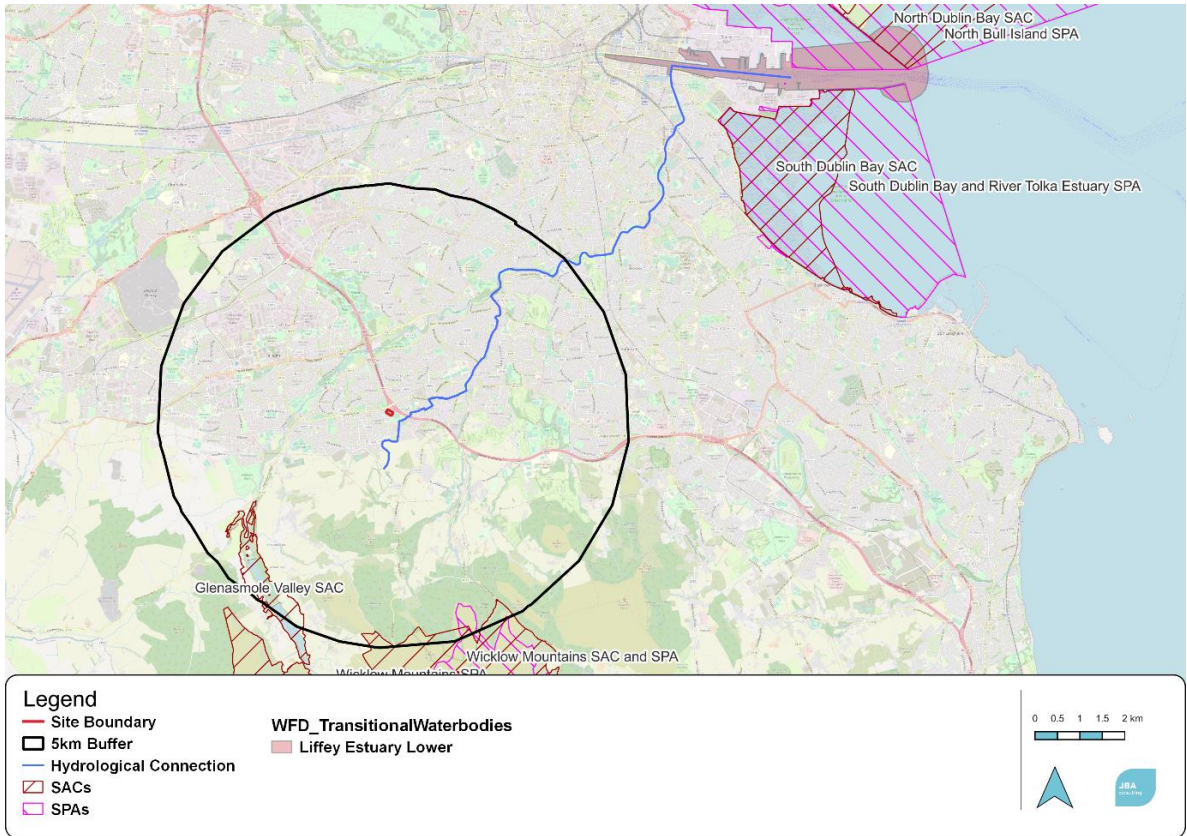 North Dublin Bay SAC
North Bull Island SPA
South Dublin Bay SAC
South Dublin Bay and River Tolka Estuary SPA
Glenasmole Valley SAC
Wicklow Mountains SAC and SPA
Wicklow Mountains SPA
Legend
Site Boundary
5km Buffer
Hydrological Connection
SACs
SPAs
WFD_TransitionalWaterbodies
Liffey Estuary Lower
0 0.5 1 1.5 2 km
JBA
consulting